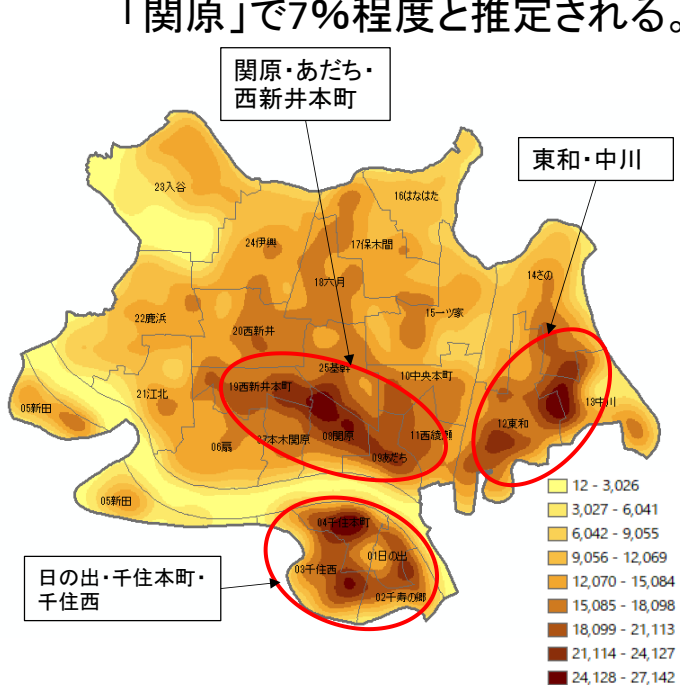 「関原」で7%程度と推定される。
関原・あだち・
西新井本町
東和・中川
23入谷
16はなはた
24伊興
17保木間
14さの
18六月
22鹿浜
15一ツ家
20西新井
25基幹
10中央本町
19西新井本町
21江北
05新田
13中川
12東和
11西綾瀬
08関原
07本木関原
06扇
09あだち
05新田
04千住本町
01日の出
03千住西
02千寿の郷
日の出・千住本町・
千住西
12 - 3,026
3,027 - 6,041
6,042 - 9,055
9,056 - 12,069
12,070 - 15,084
15,085 - 18,098
18,099 - 21,113
21,114 - 24,127
24,128 - 27,142